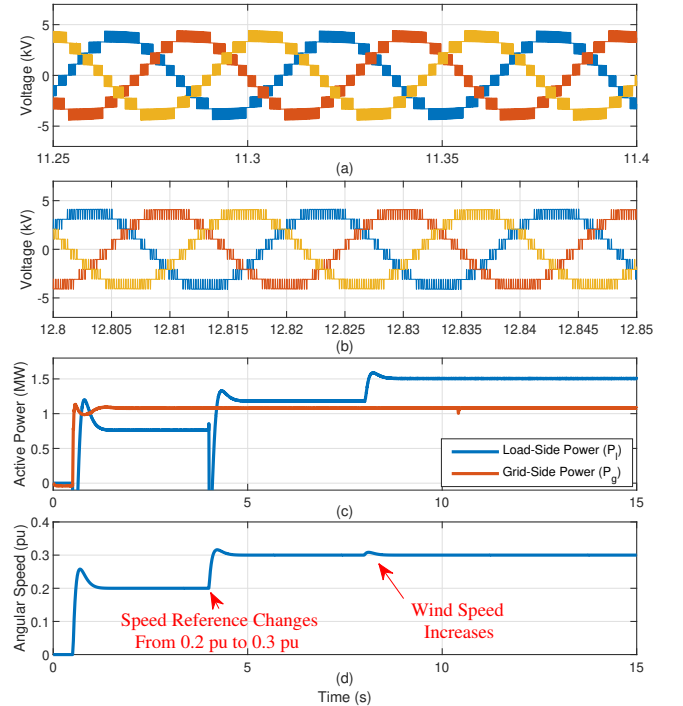 Voltage (kV)
5
0
-5
11.25 11.3 11.35 11.4
(a)
Voltage (kV)
5
0
-5
12.8 12.805 12.81 12.815 12.82 12.825 12.83 12.835 12.84 12.845 12.85
(b)
Active Power (MW)
1.5
1
0.5
0
Load-Side Power (P_l)
Grid-Side Power (P_g)
0 5 10 15
(c)
Angular Speed (pu)
0.4
0.3
0.2
0.1
0
Speed Reference Changes
From 0.2 pu to 0.3 pu
Wind Speed
Increases
0 5 10 15
(d)
Time (s)